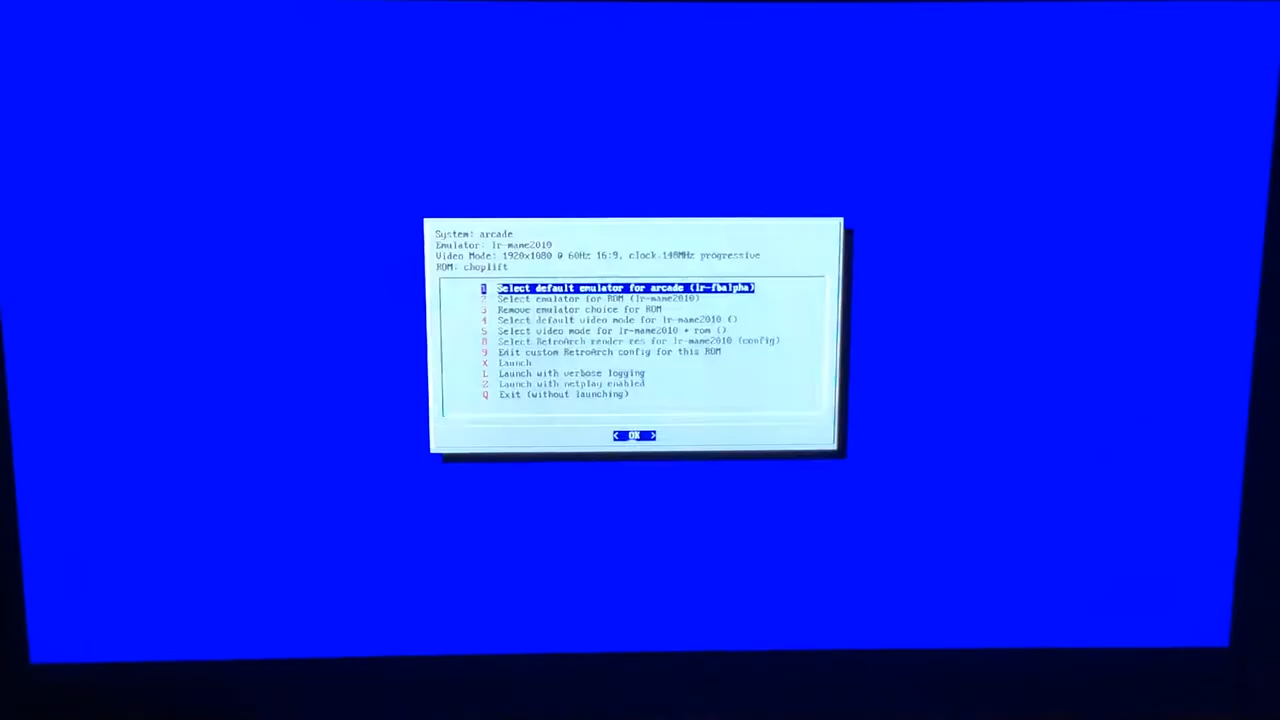 System: arcade
Emulator: lr-mame2010
Video Mode: 1920x1080 @ 60Hz 16:9, clock:148MHz progressive
ROM: choplift
1 Select default emulator for arcade (lr-fbalpha)
2 Select emulator for ROM (lr-mame2010)
3 Remove emulator choice for ROM
4 Select default video mode for lr-mame2010 ()
5 Select video mode for lr-mame2010 + rom ()
8 Select RetroArch render res for lr-mame2010 (config)
9 Edit custom RetroArch config for this ROM
X Launch
L Launch with verbose logging
Z Launch with netplay enabled
Q Exit (without launching)
< OK >